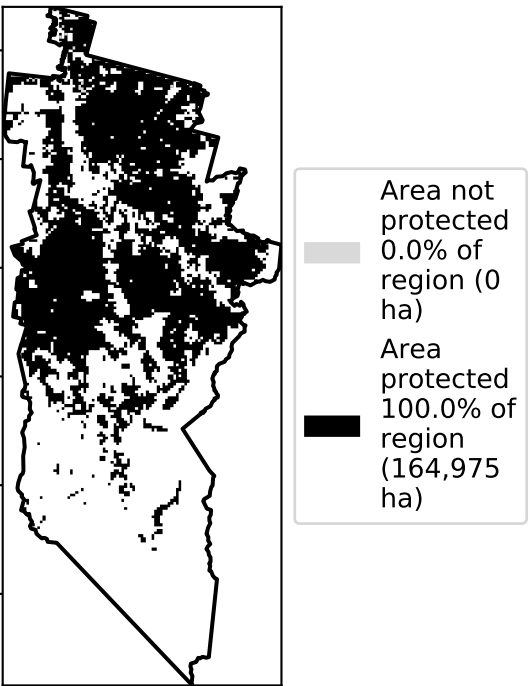 Area not
protected
0.0% of
region (0
ha)
Area
protected
100.0% of
region
(164,975
ha)